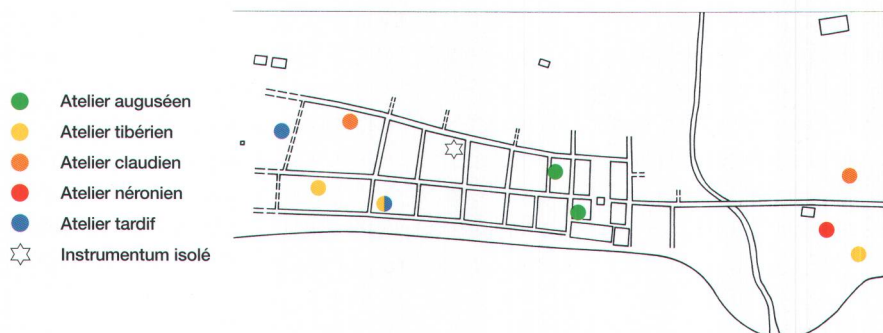 Atelier auguséen
Atelier tibérien
Atelier claudien
Atelier néronien
Atelier tardif
Instrumentum isolé